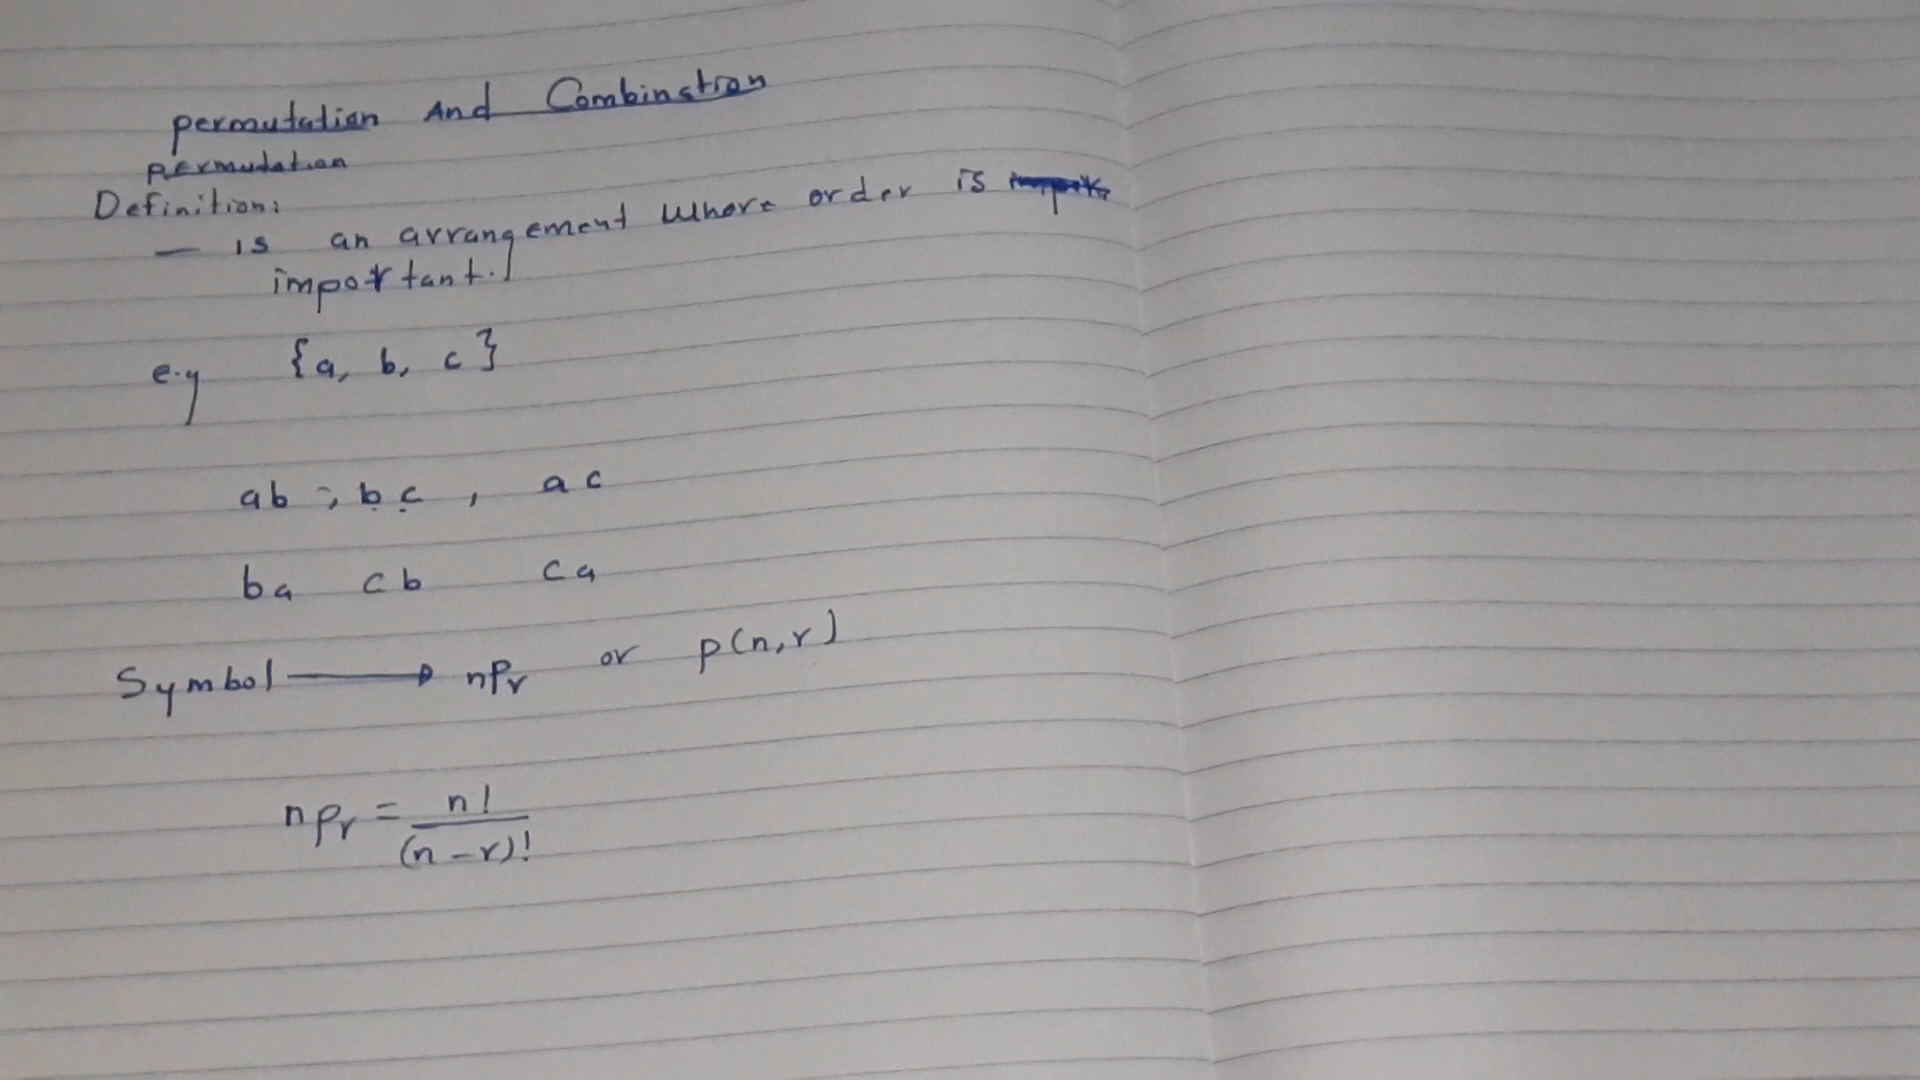 permutation And Combination
permutation
Definition:
— is an arrangement where order is
important.
e.g {a, b, c}
ab , bc , ac
ba cb ca
Symbol → nPr or p(n,r)
nPr = n! / (n-r)!